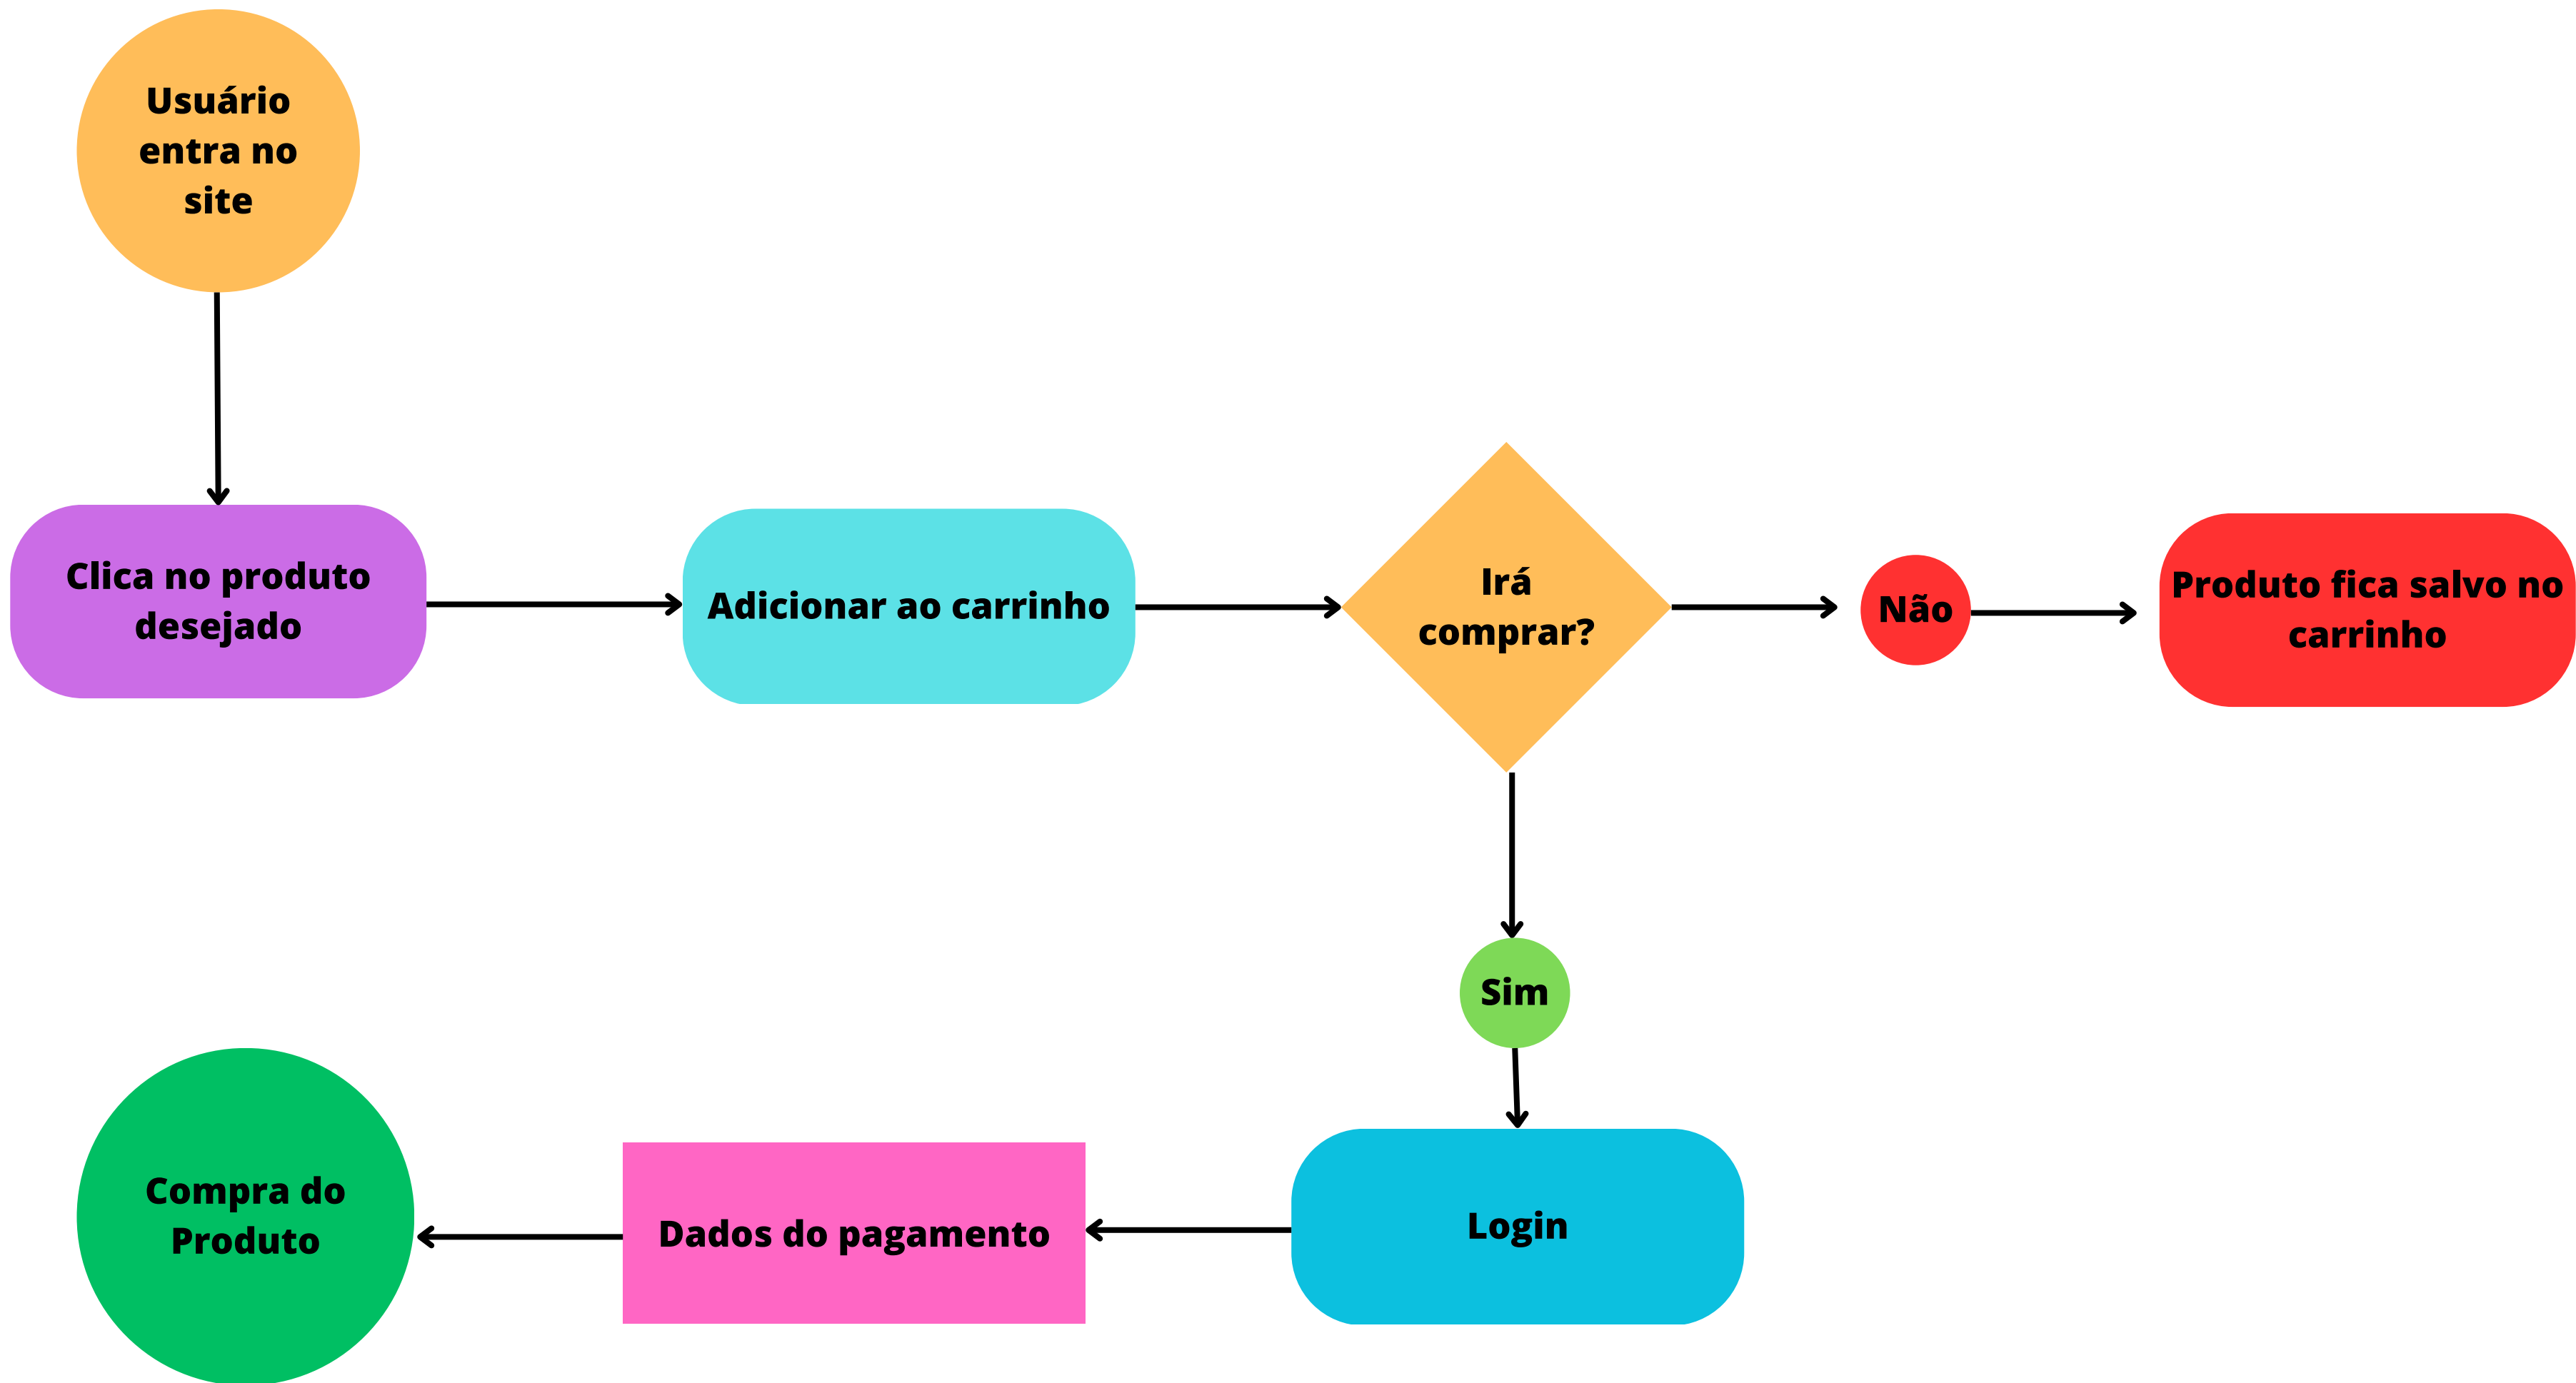 Usuário
entra no
site
Clica no produto
desejado
Adicionar ao carrinho
Irá
comprar?
Não
Produto fica salvo no
carrinho
Sim
Login
Dados do pagamento
Compra do
Produto